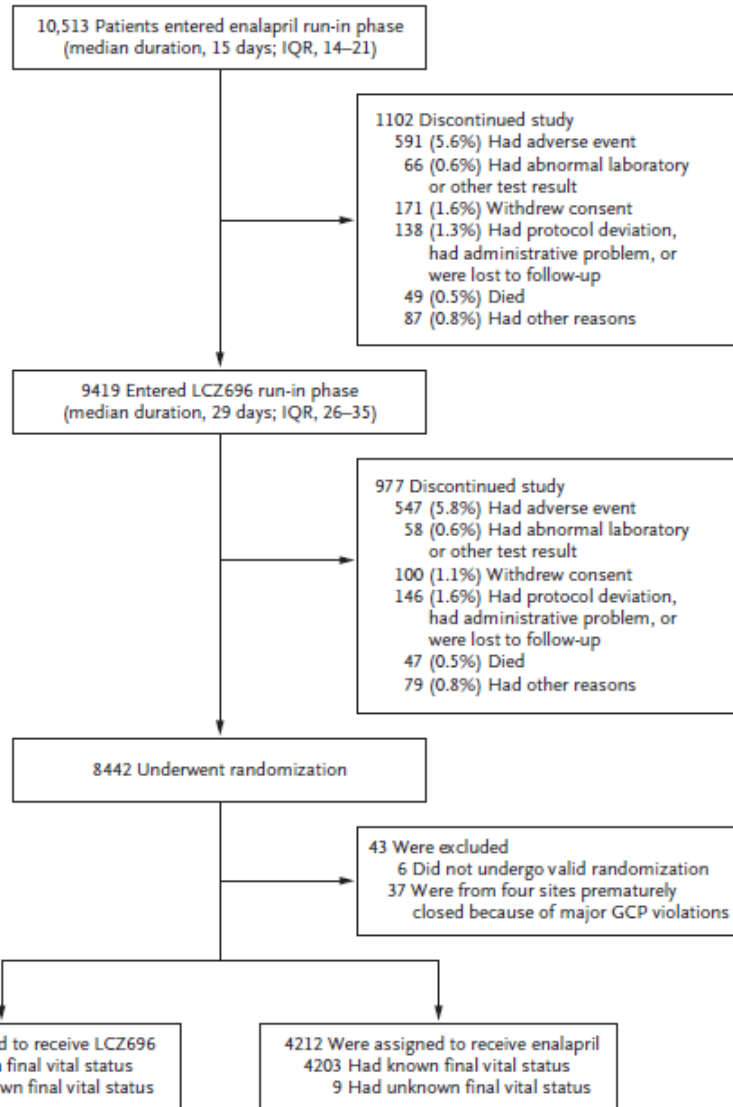 10,513 Patients entered enalapril run-in phase
(median duration, 15 days; IQR, 14–21)
1102 Discontinued study
591 (5.6%) Had adverse event
66 (0.6%) Had abnormal laboratory
or other test result
171 (1.6%) Withdrew consent
138 (1.3%) Had protocol deviation,
had administrative problem, or
were lost to follow-up
49 (0.5%) Died
87 (0.8%) Had other reasons
9419 Entered LCZ696 run-in phase
(median duration, 29 days; IQR, 26–35)
977 Discontinued study
547 (5.8%) Had adverse event
58 (0.6%) Had abnormal laboratory
or other test result
100 (1.1%) Withdrew consent
146 (1.6%) Had protocol deviation,
had administrative problem, or
were lost to follow-up
47 (0.5%) Died
79 (0.8%) Had other reasons
8442 Underwent randomization
43 Were excluded
6 Did not undergo valid randomization
37 Were from four sites prematurely
closed because of major GCP violations
to receive LCZ696
final vital status
final vital status
4212 Were assigned to receive enalapril
4203 Had known final vital status
9 Had unknown final vital status